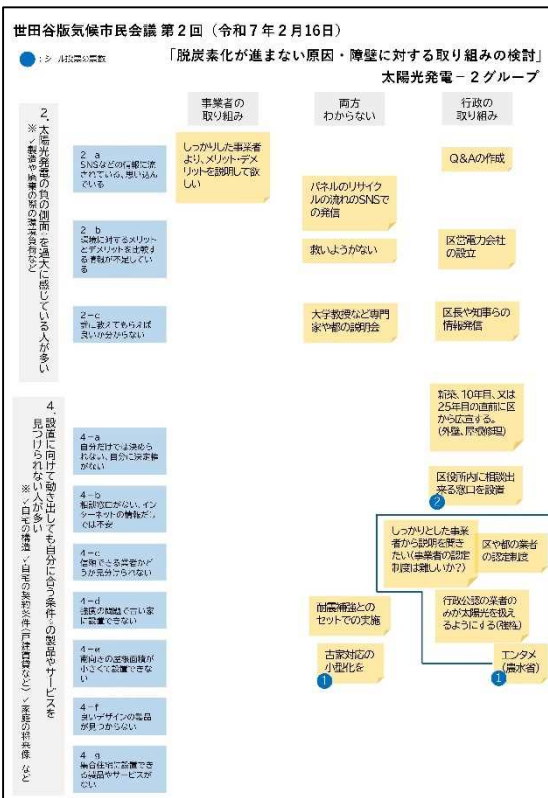 世田谷版気候市民会議 第2回（令和7年2月16日）
：シール投票の票数
「脱炭素化が進まない原因・障壁に対する取り組みの検討」
太陽光発電－2グループ
事業者の
取り組み
両方
わからない
行政の
取り組み
2．太陽光発電の負の側面※を過大に感じている人が多い
※ ✓製造や廃棄の際の環境負荷など
2－a
SNSなどの情報に流
されている、思い込ん
でいる
しっかりした事業者
より、メリット・デメ
リットを説明して欲
しい
パネルのリサイク
ルの流れのSNSで
の発信
Q&Aの作成
2－b
環境に対するメリット
とデメリットを比較す
る情報が不足してい
る
救いようがない
区営電力会社
の設立
2－c
誰に教えてもらえば
良いか分からない
大学教授など専門
家や都の説明会
区長や知事らの
情報発信
4．設置に向けて動き出しても自分に合う条件※の製品やサービスを
見つけられない人が多い
※ ✓自宅の構造 ✓自宅の契約条件（戸建賃貸など） ✓家庭の将来像 など
新築、10年目、又は
25年目の直前に区
から広宣する。
（外壁、屋根修理）
4－a
自分だけでは決めら
れない、自分に決定権
がない
区役所内に相談出
来る窓口を設置
2
4－b
相談窓口がない、イン
ターネットの情報だけ
では不安
4－c
信頼できる業者かど
うか見分けられない
しっかりとした事業
者から説明を聞き
たい（事業者の認定
制度は難しいか？）
区や都の業者
の認定制度
4－d
強度の問題で古い家
に設置できない
耐震補強との
セットでの実施
行政公認の業者の
みが太陽光を扱え
るようにする（強権）
4－e
南向きの屋根面積が
小さくて設置できな
い
古家対応の
小型化を
1
エンタメ
（農水省）
1
4－f
良いデザインの製品
が見つからない
4－g
集合住宅に設置でき
る製品やサービスが
ない